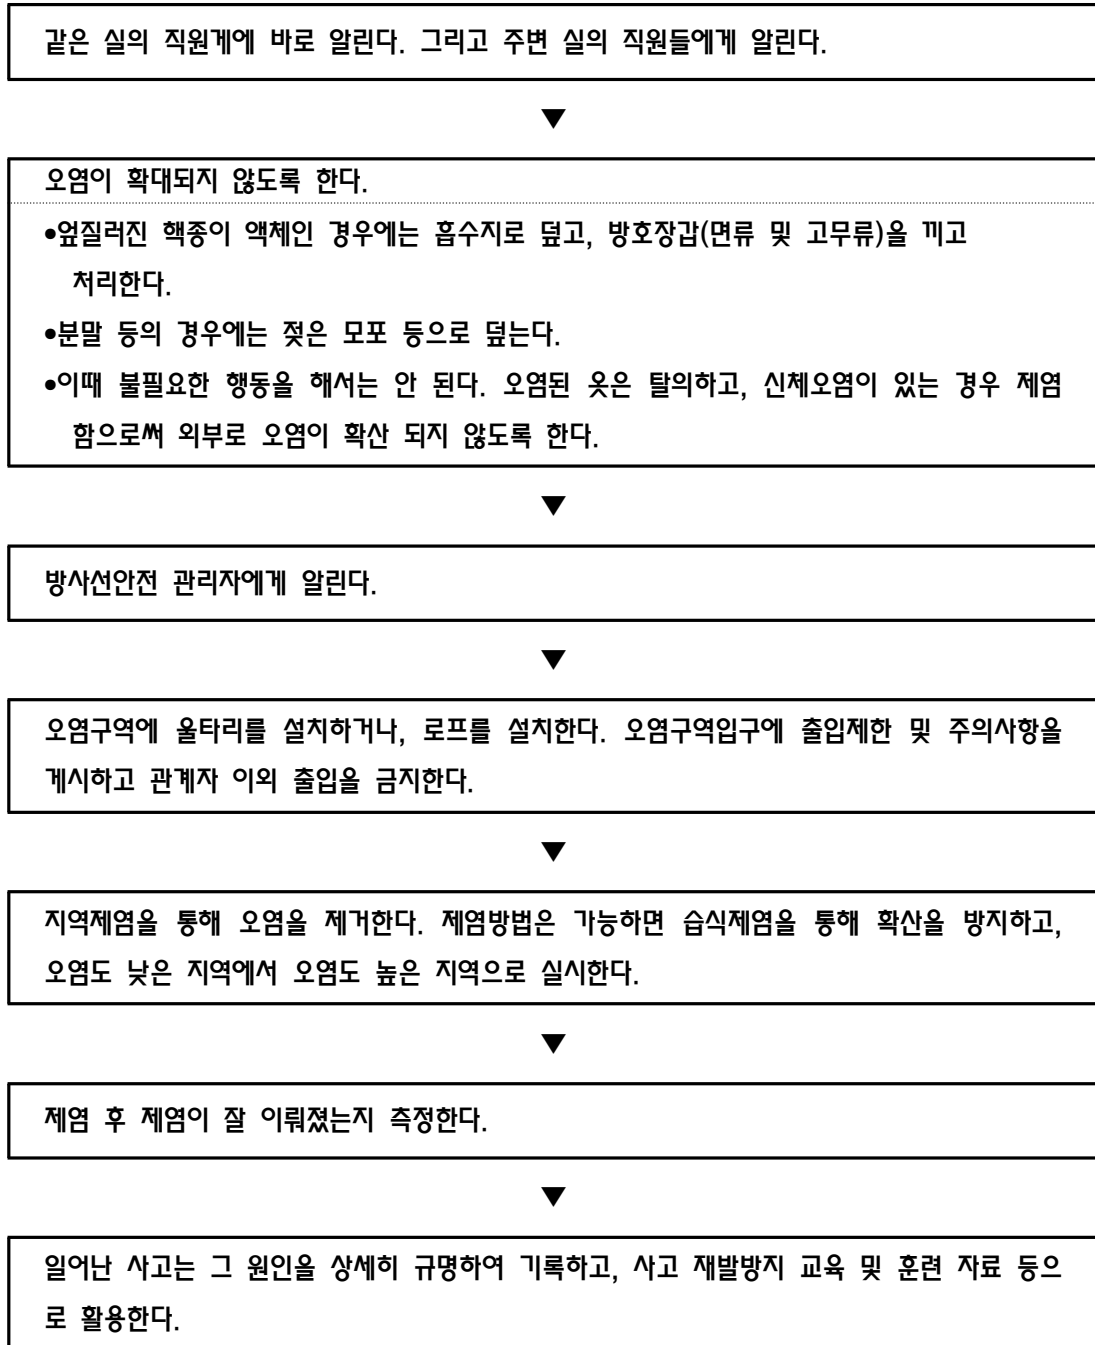 같은 실의 직원게에 바로 알린다. 그리고 주변 실의 직원들에게 알린다.
▼
오염이 확대되지 않도록 한다.
●엎질러진 핵종이 액체인 경우에는 흡수지로 덮고, 방호장갑(면류 및 고무류)을 끼고
처리한다.
●분말 등의 경우에는 젖은 모포 등으로 덮는다.
●이때 불필요한 행동을 해서는 안 된다. 오염된 옷은 탈의하고, 신체오염이 있는 경우 제염
함으로써 외부로 오염이 확산 되지 않도록 한다.
▼
방사선안전 관리자에게 알린다.
▼
오염구역에 울타리를 설치하거나, 로프를 설치한다. 오염구역입구에 출입제한 및 주의사항을
게시하고 관계자 이외 출입을 금지한다.
▼
지역제염을 통해 오염을 제거한다. 제염방법은 가능하면 습식제염을 통해 확산을 방지하고,
오염도 낮은 지역에서 오염도 높은 지역으로 실시한다.
▼
제염 후 제염이 잘 이뤄졌는지 측정한다.
▼
일어난 사고는 그 원인을 상세히 규명하여 기록하고, 사고 재발방지 교육 및 훈련 자료 등으
로 활용한다.